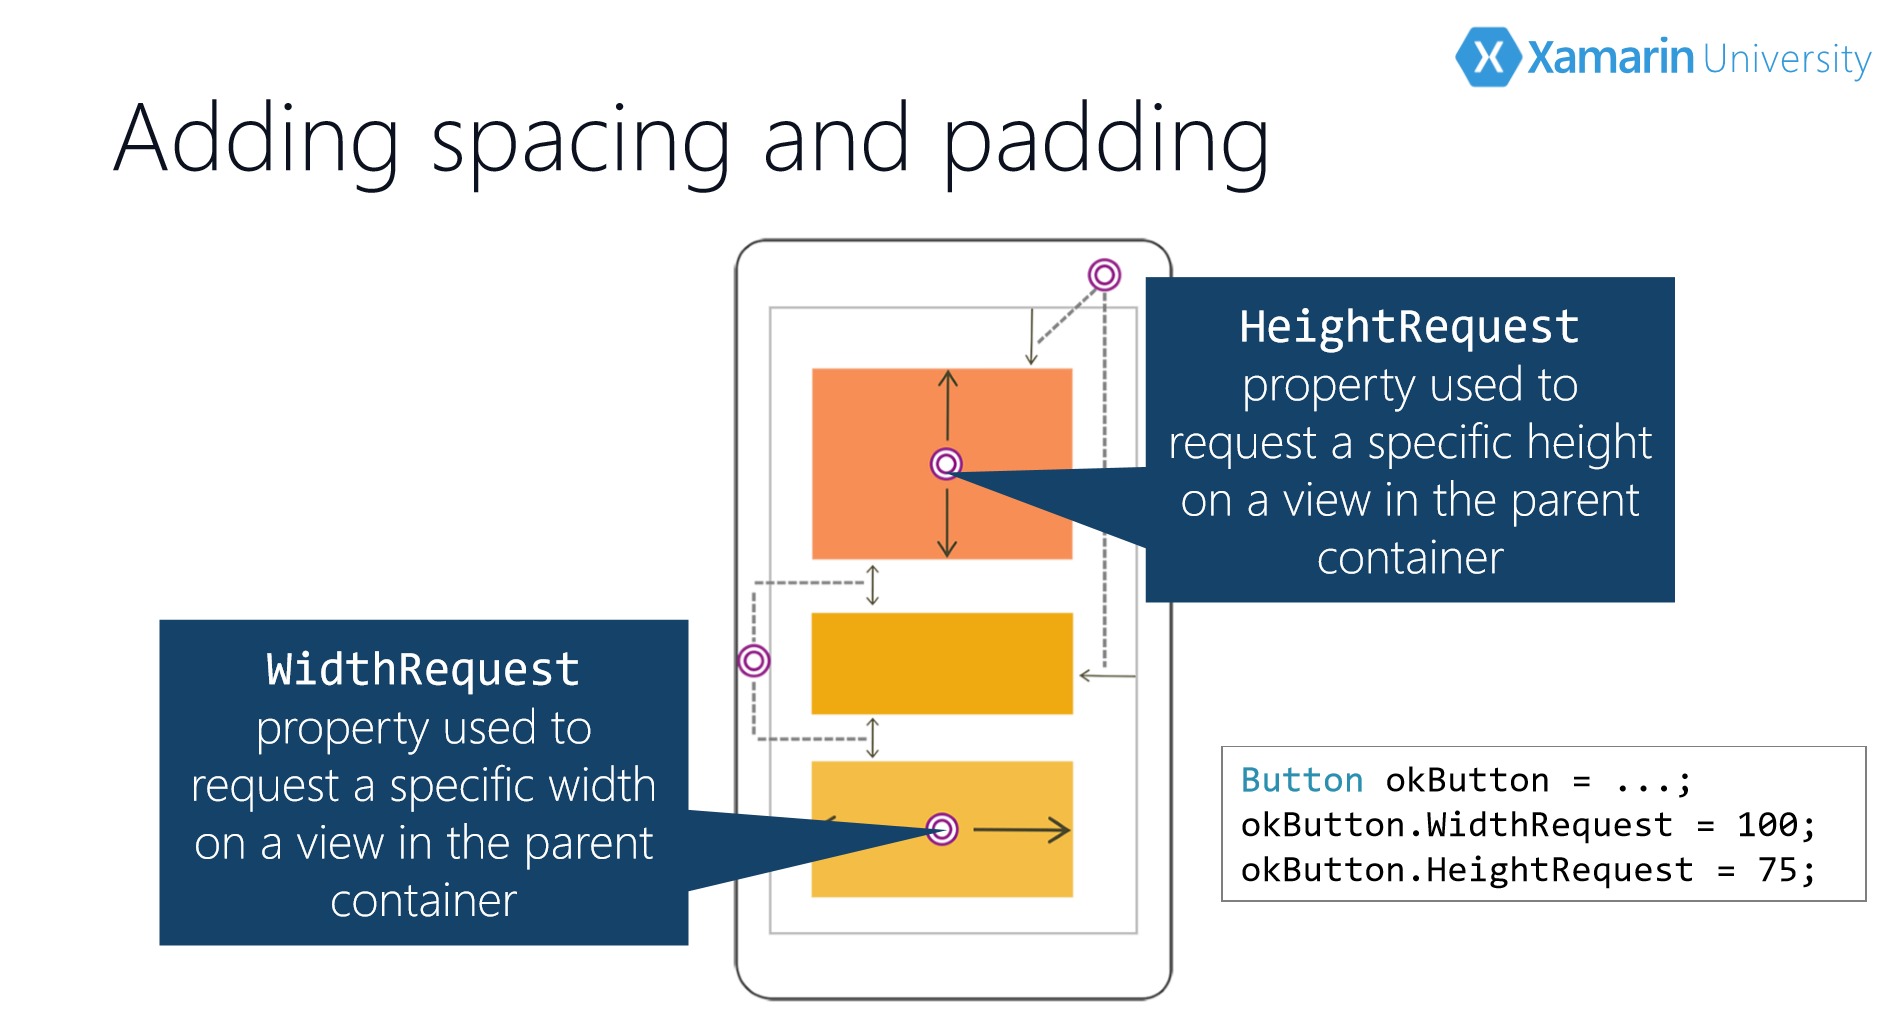 Xamarin University
Adding spacing and padding
HeightRequest
property used to
request a specific height
on a view in the parent
container
WidthRequest
property used to
request a specific width
on a view in the parent
container
Button okButton = ...;
okButton.WidthRequest = 100;
okButton.HeightRequest = 75;